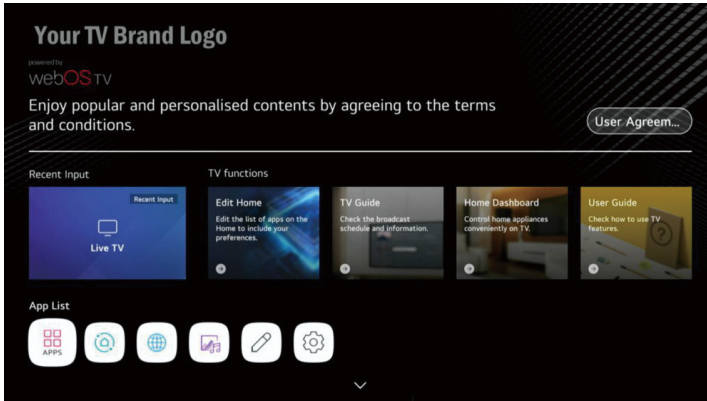 Your TV Brand Logo
powered by
webOS TV
Enjoy popular and personalised contents by agreeing to the terms
and conditions.
User Agreem...
Recent Input
TV functions
Recent Input
Live TV
Edit Home
Edit the list of apps on the
Home to include your
preferences.
TV Guide
Check the broadcast
schedule and information.
Home Dashboard
Control home appliances
conveniently on TV.
User Guide
Check how to use TV
features.
?
App List
APPS